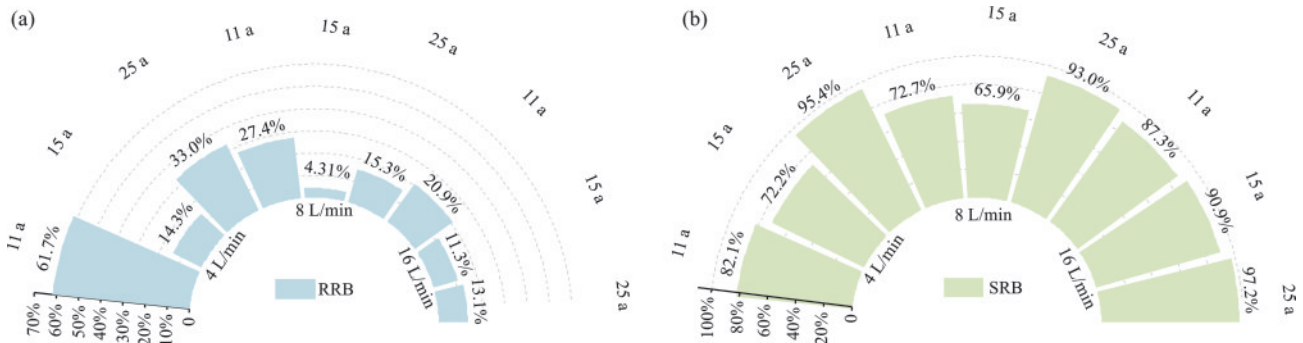 (a)
11 a
15 a
25 a
11 a
15 a
25 a
11 a
15 a
25 a
61.7%
14.3%
33.0%
27.4%
4.31%
15.3%
20.9%
11.3%
13.1%
4 L/min
8 L/min
16 L/min
RRB
70%
60%
50%
40%
30%
20%
10%
0
(b)
11 a
15 a
25 a
11 a
15 a
25 a
11 a
15 a
25 a
82.1%
72.2%
95.4%
72.7%
65.9%
93.0%
87.3%
90.9%
97.2%
4 L/min
8 L/min
16 L/min
SRB
100%
80%
60%
40%
20%
0